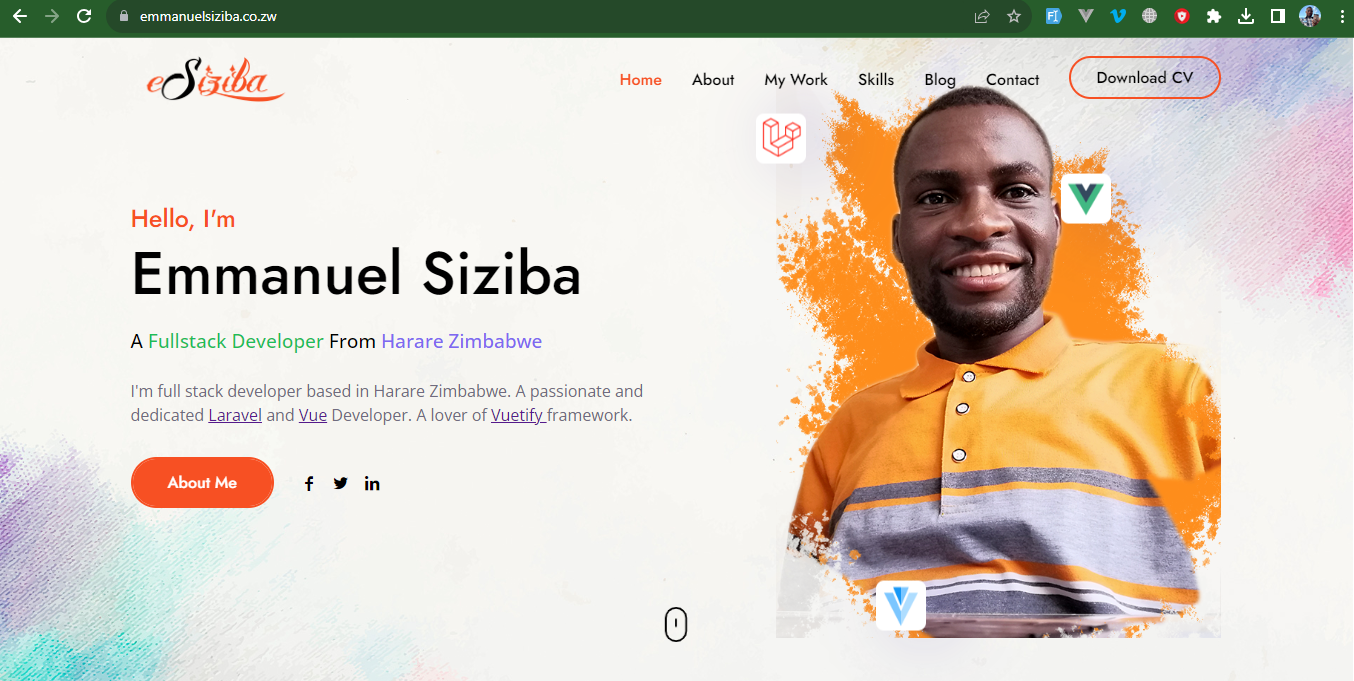 emmanuelsiziba.co.zw
eSiziba
Home About My Work Skills Blog Contact Download CV
Hello, I'm
Emmanuel Siziba
A Fullstack Developer From Harare Zimbabwe
I'm full stack developer based in Harare Zimbabwe. A passionate and
dedicated Laravel and Vue Developer. A lover of Vuetify framework.
About Me